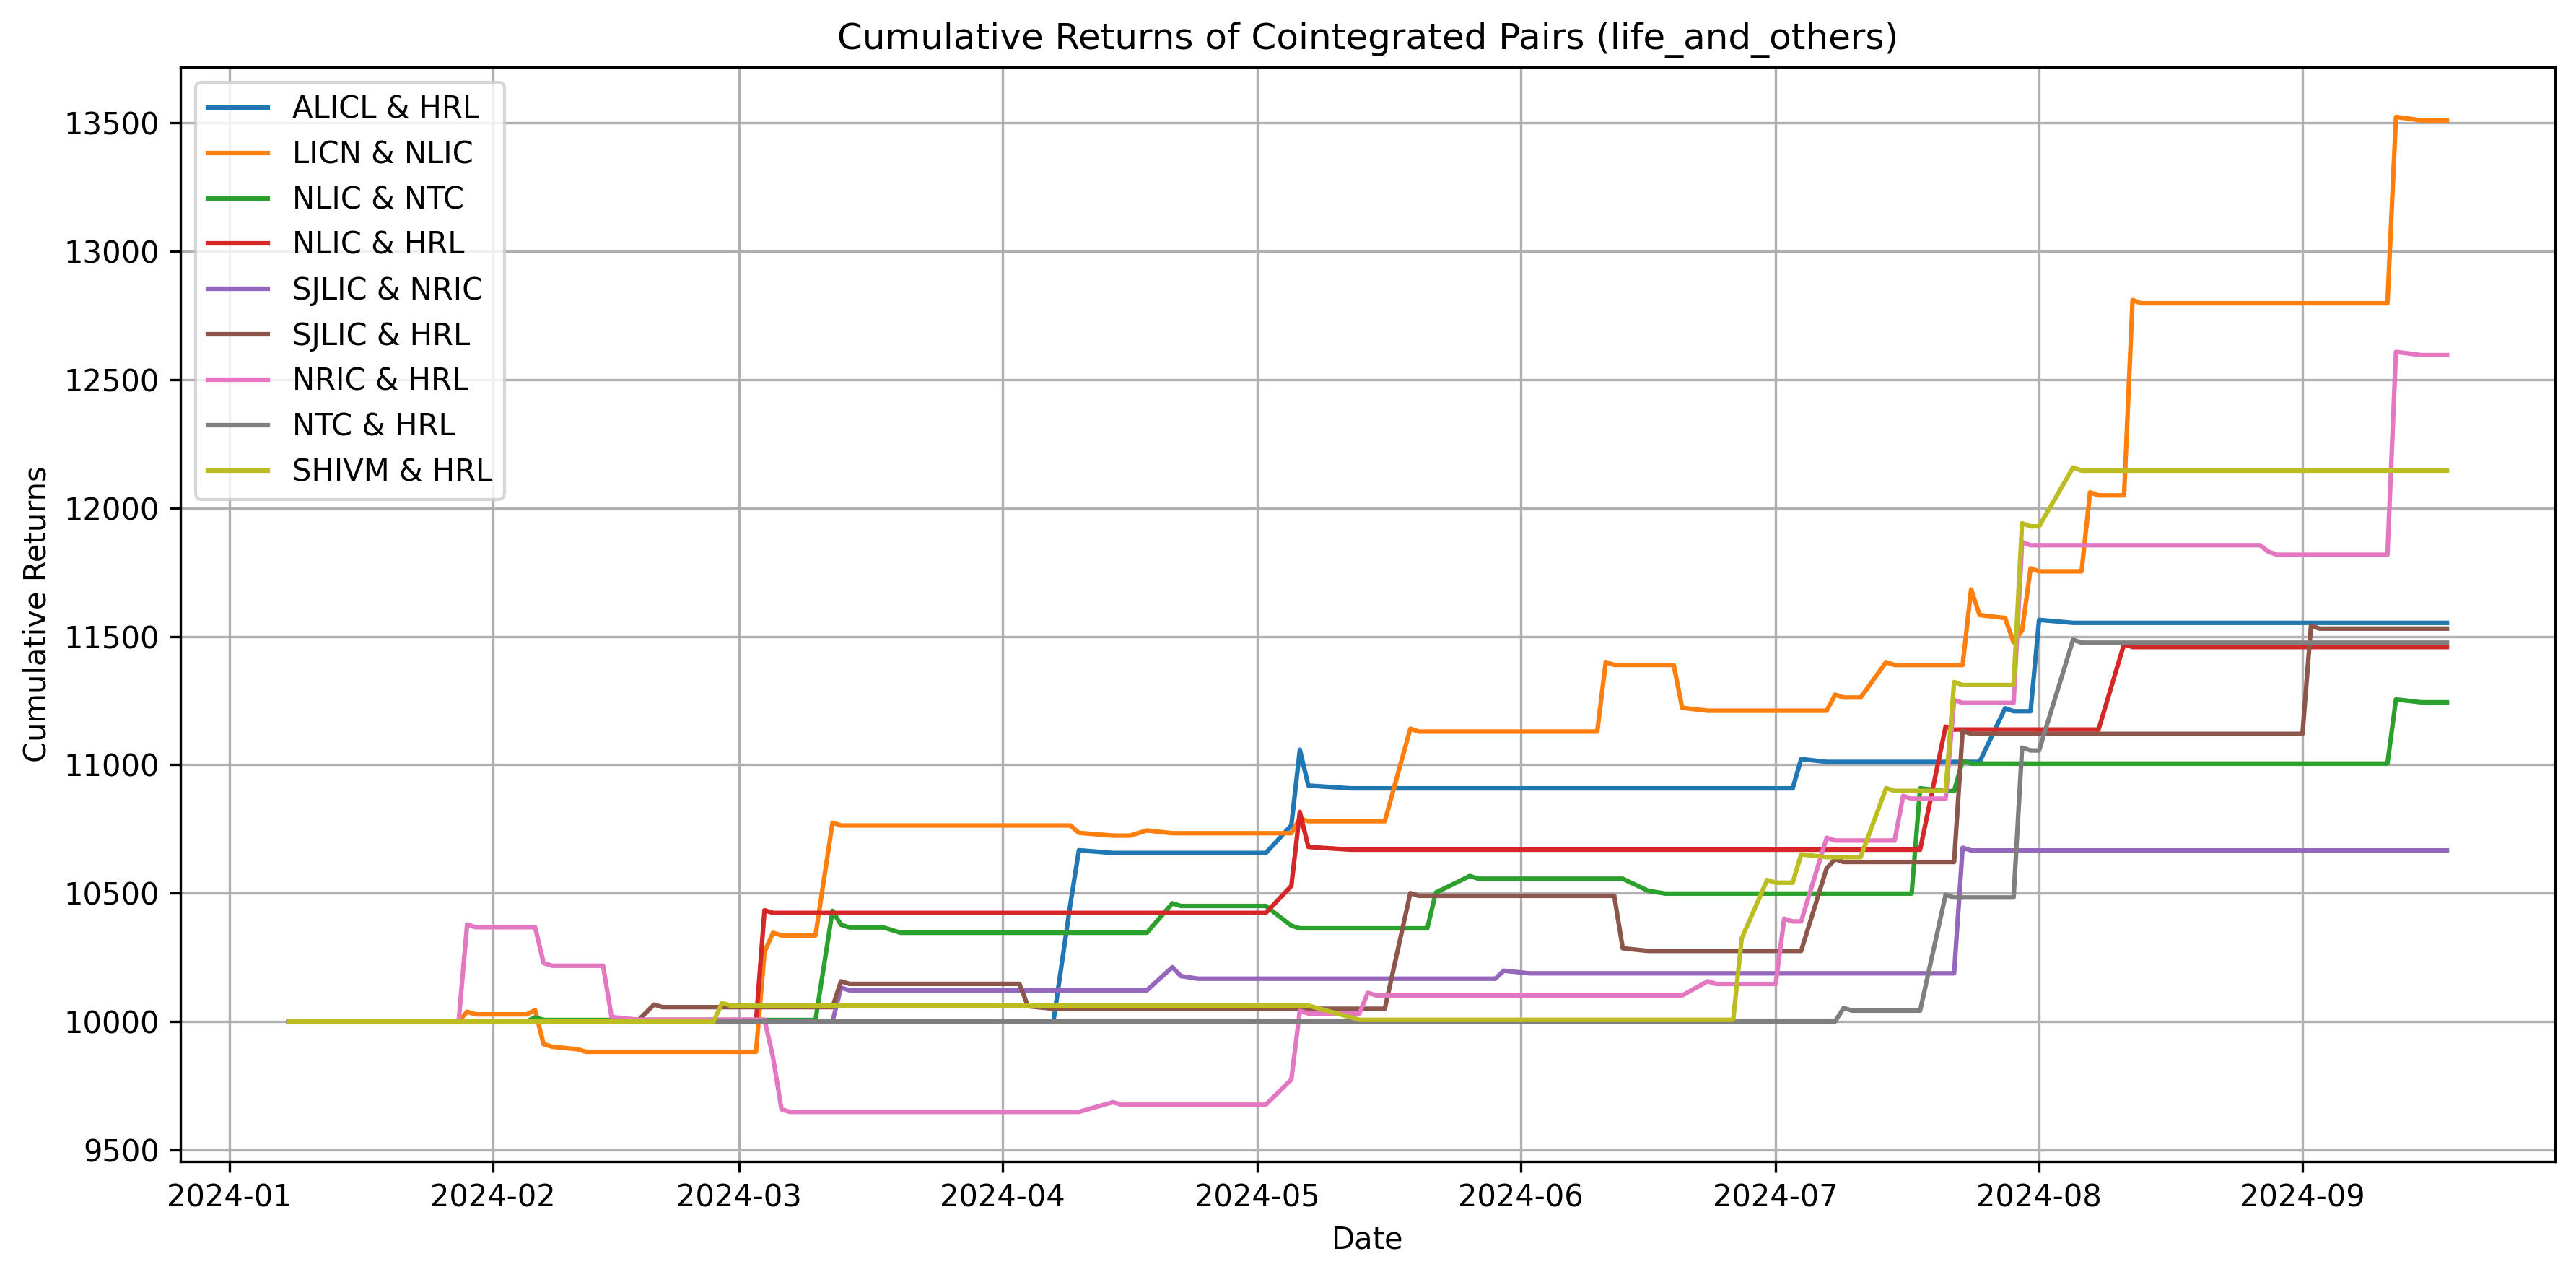 Cumulative Returns of Cointegrated Pairs (life_and_others)
ALICL & HRL
LICN & NLIC
NLIC & NTC
NLIC & HRL
SJLIC & NRIC
SJLIC & HRL
NRIC & HRL
NTC & HRL
SHIVM & HRL
Cumulative Returns
13500
13000
12500
12000
11500
11000
10500
10000
9500
2024-01 2024-02 2024-03 2024-04 2024-05 2024-06 2024-07 2024-08 2024-09
Date